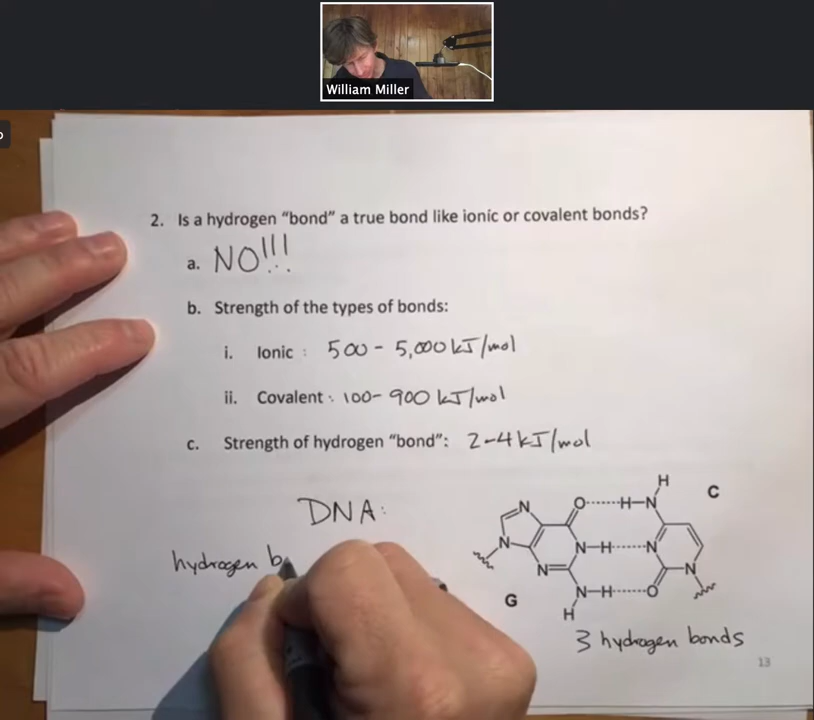 William Miller
2. Is a hydrogen “bond” a true bond like ionic or covalent bonds?
a. NO!!!
b. Strength of the types of bonds:
i. Ionic : 500 - 5,000 kJ/mol
ii. Covalent : 100- 900 kJ/mol
c. Strength of hydrogen “bond”: 2-4 kJ/mol
DNA:
hydrogen b
H
N O H-N C
N N-H N
N N
G N-H O
H
3 hydrogen bonds
13